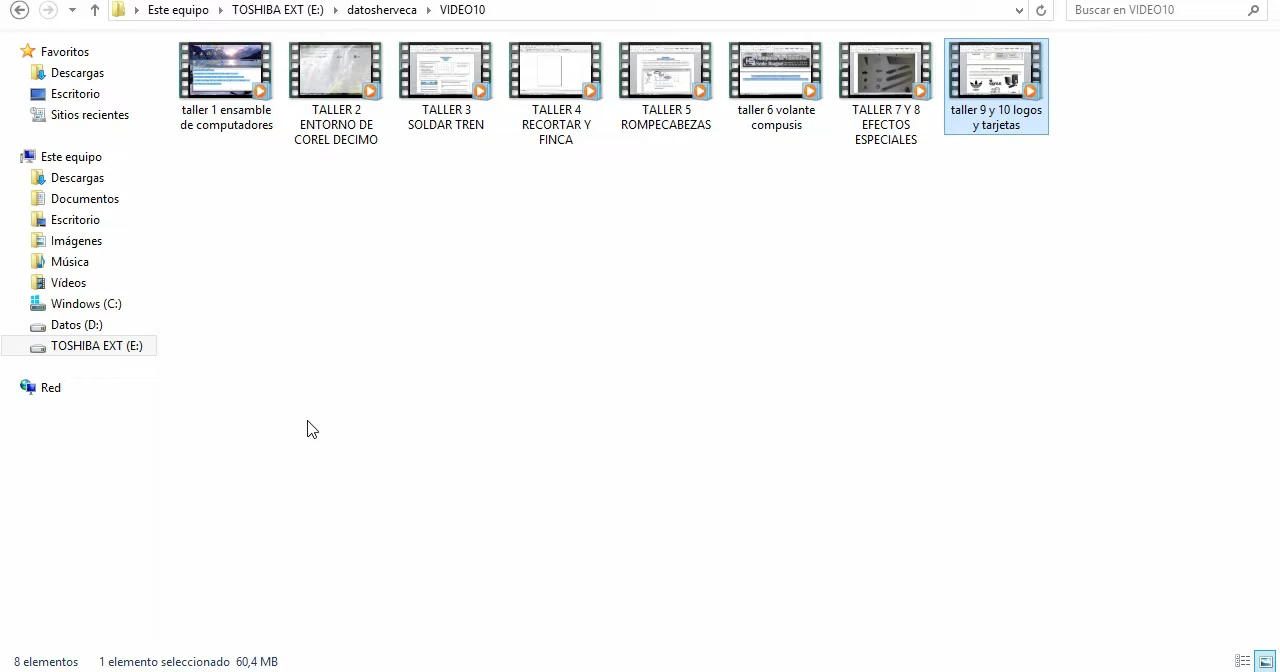 Este equipo TOSHIBA EXT (E:) datosherveca VIDEO10
Buscar en VIDEO10
Favoritos
Descargas
Escritorio
Sitios recientes
Este equipo
Descargas
Documentos
Escritorio
Imágenes
Música
Vídeos
Windows (C:)
Datos (D:)
TOSHIBA EXT (E:)
Red
taller 1 ensamble
de computadores
TALLER 2
ENTORNO DE
COREL DECIMO
TALLER 3
SOLDAR TREN
TALLER 4
RECORTAR Y
FINCA
TALLER 5
ROMPECABEZAS
taller 6 volante
compusis
TALLER 7 Y 8
EFECTOS
ESPECIALES
taller 9 y 10 logos
y tarjetas
8 elementos 1 elemento seleccionado 60,4 MB